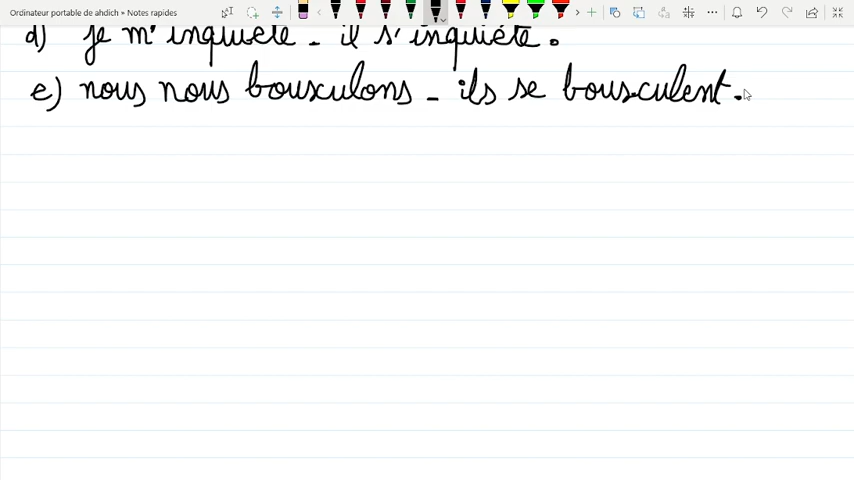 Ordinateur portable de ahdich » Notes rapides
d) je m'inquiète - il s'inquiète.
e) nous nous bousculons - ils se bousculent.